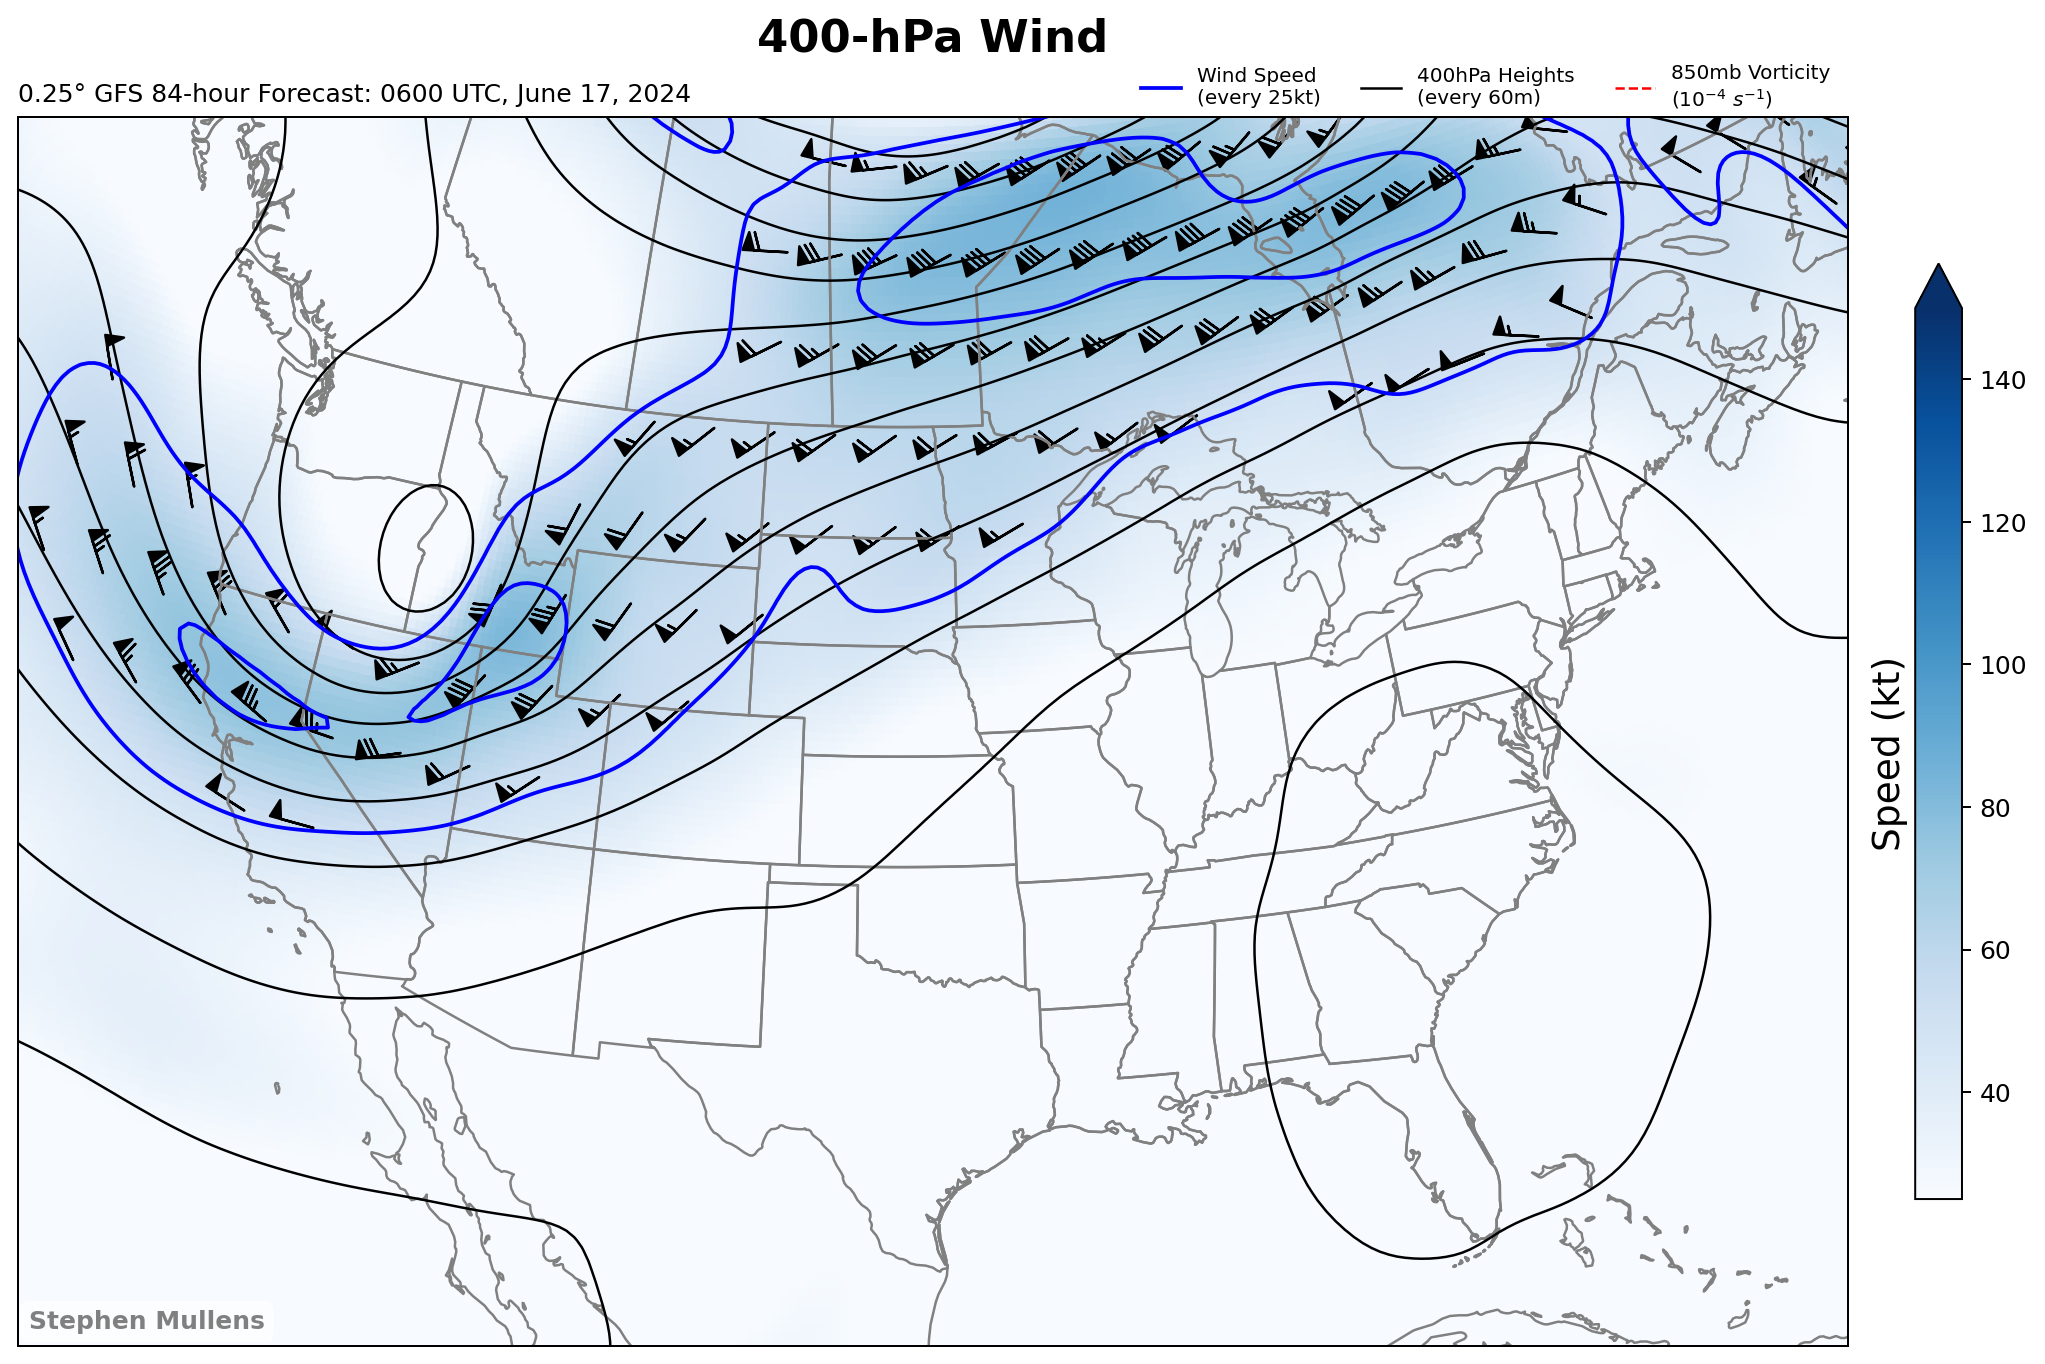 400-hPa Wind
0.25° GFS 84-hour Forecast: 0600 UTC, June 17, 2024
Wind Speed
(every 25kt)
400hPa Heights
(every 60m)
850mb Vorticity
(10⁻⁴ s⁻¹)
140
120
100
80
60
40
Speed (kt)
Stephen Mullens